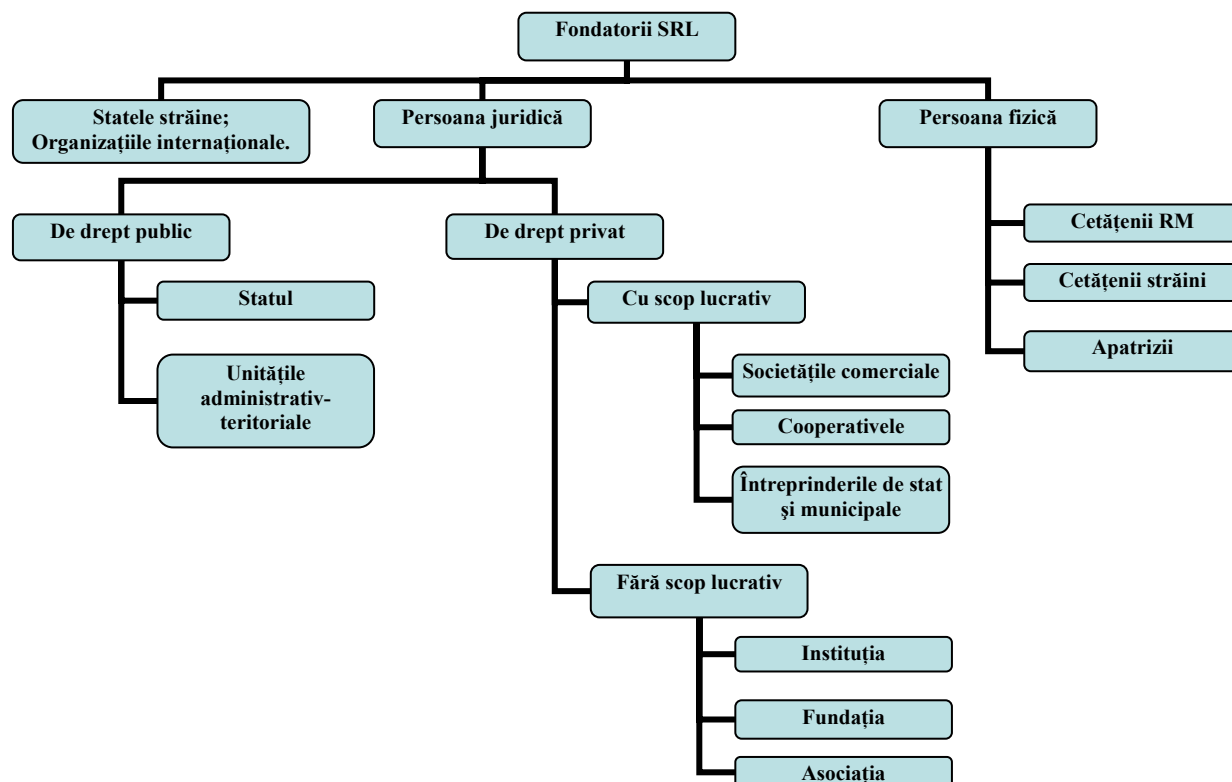 Fondatorii SRL
Statele străine;
Organizațiile internaționale.
Persoana juridică
Persoana fizică
De drept public
De drept privat
Cetățenii RM
Cetățenii străini
Apatrizii
Statul
Unitățile
administrativ-
teritoriale
Cu scop lucrativ
Societățile comerciale
Cooperativele
Întreprinderile de stat
şi municipale
Fără scop lucrativ
Instituția
Fundația
Asociația